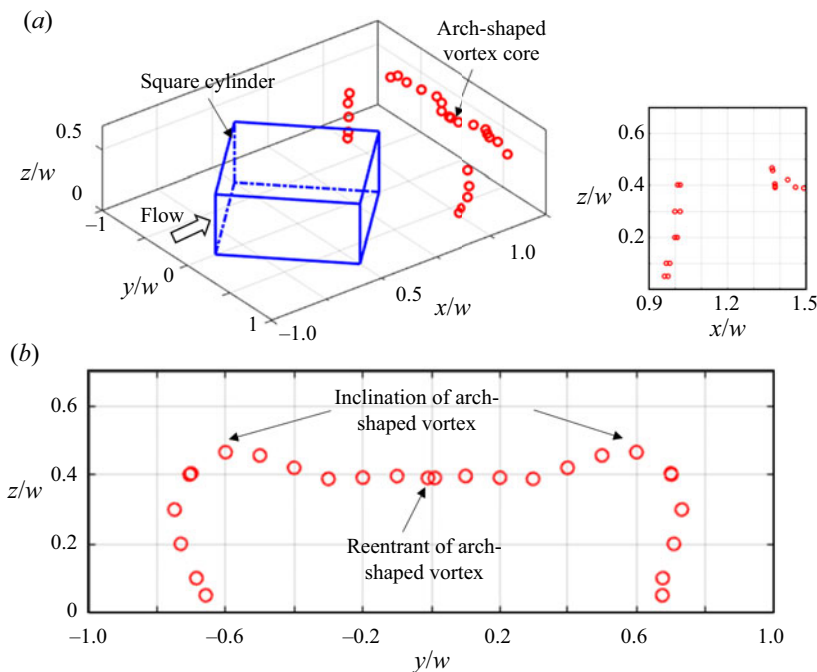 (a)
Arch-shaped
vortex core
Square cylinder
0.5
z/w
0
–1
Flow
y/w
0
1
–1.0
0.5
x/w
1.0
0.6
z/w
0.4
0.2
0.9
1.2
1.5
x/w
(b)
0.6
Inclination of arch-
shaped vortex
z/w
0.4
Reentrant of arch-
shaped vortex
0.2
0
–1.0
–0.6
–0.2
0.2
0.6
1.0
y/w